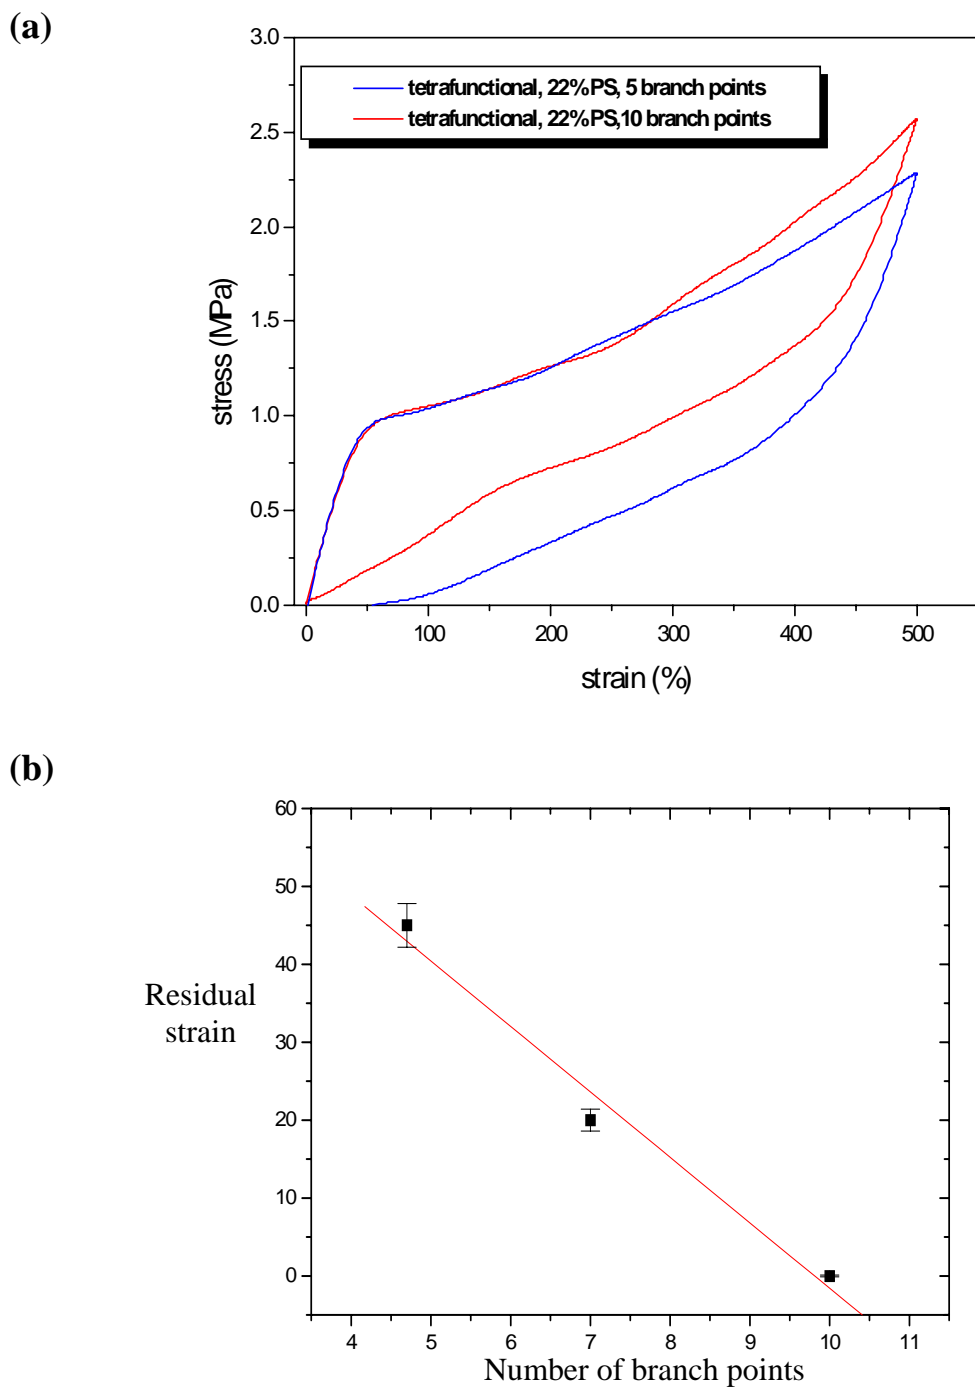 (a)
3.0
tetrafunctional, 22%PS, 5 branch points
tetrafunctional, 22%PS,10 branch points
2.5
2.0
1.5
1.0
0.5
0.0
stress (MPa)
0 100 200 300 400 500
strain (%)
(b)
60
50
40
30
20
10
0
Residual
strain
4 5 6 7 8 9 10 11
Number of branch points